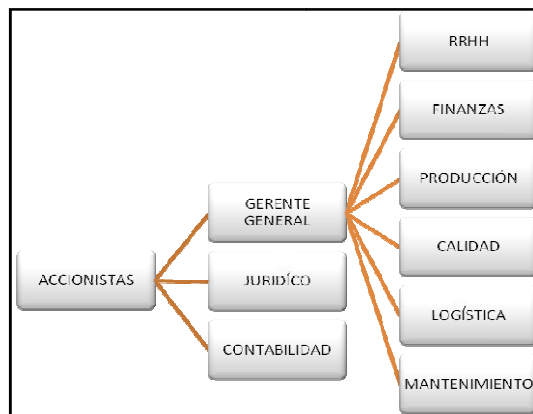 RRHH
FINANZAS
PRODUCCIÓN
GERENTE
GENERAL
CALIDAD
ACCIONISTAS
JURIDÍCO
LOGÍSTICA
CONTABILIDAD
MANTENIMIENTO